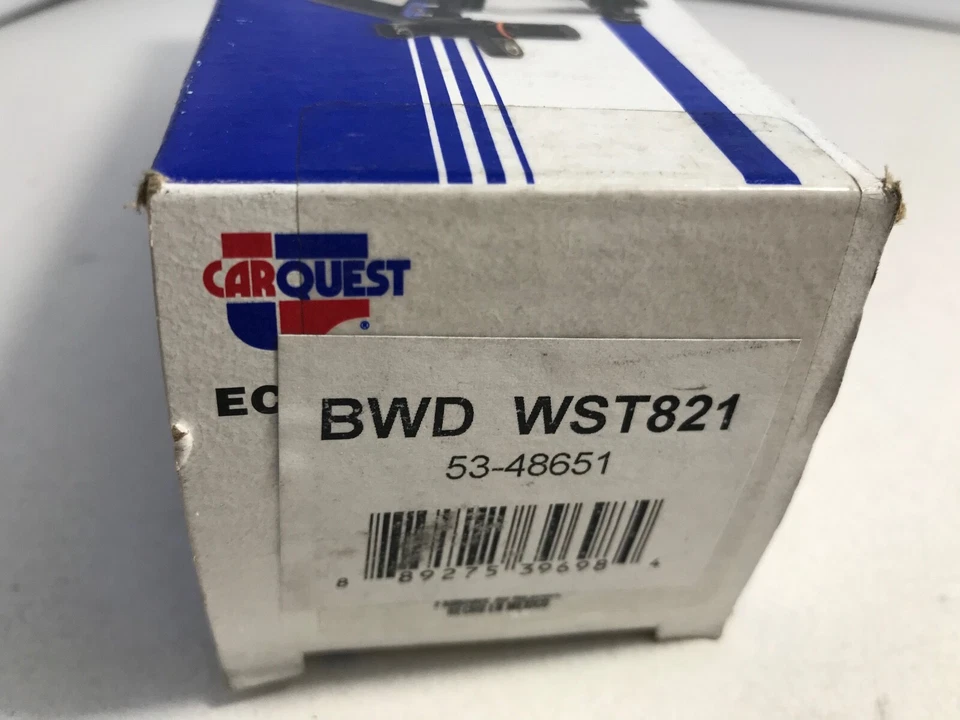 CARQUEST
®
EC
BWD WST821
53-48651
8 89275 39698 4